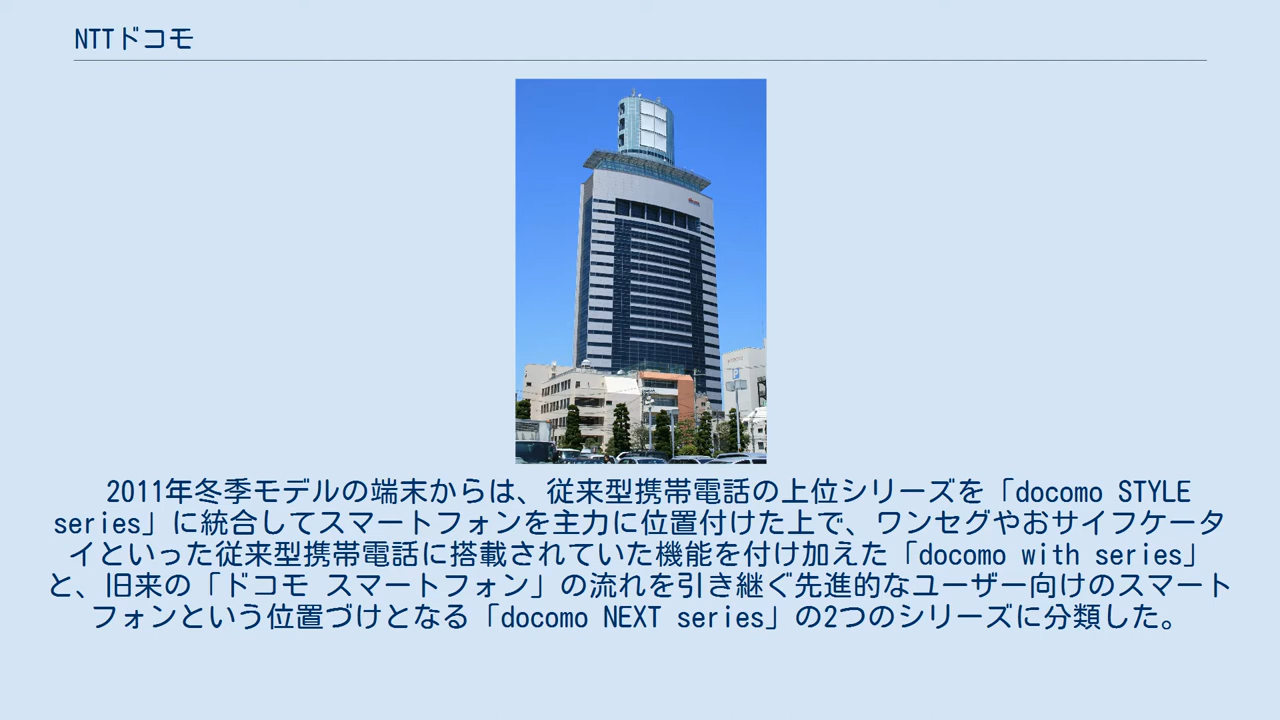 NTTドコモ
2011年冬季モデルの端末からは、従来型携帯電話の上位シリーズを「docomo STYLE
series」に統合してスマートフォンを主力に位置付けた上で、ワンセグやおサイフケータ
イといった従来型携帯電話に搭載されていた機能を付け加えた「docomo with series」
と、旧来の「ドコモ スマートフォン」の流れを引き継ぐ先進的なユーザー向けのスマート
フォンという位置づけとなる「docomo NEXT series」の2つのシリーズに分類した。